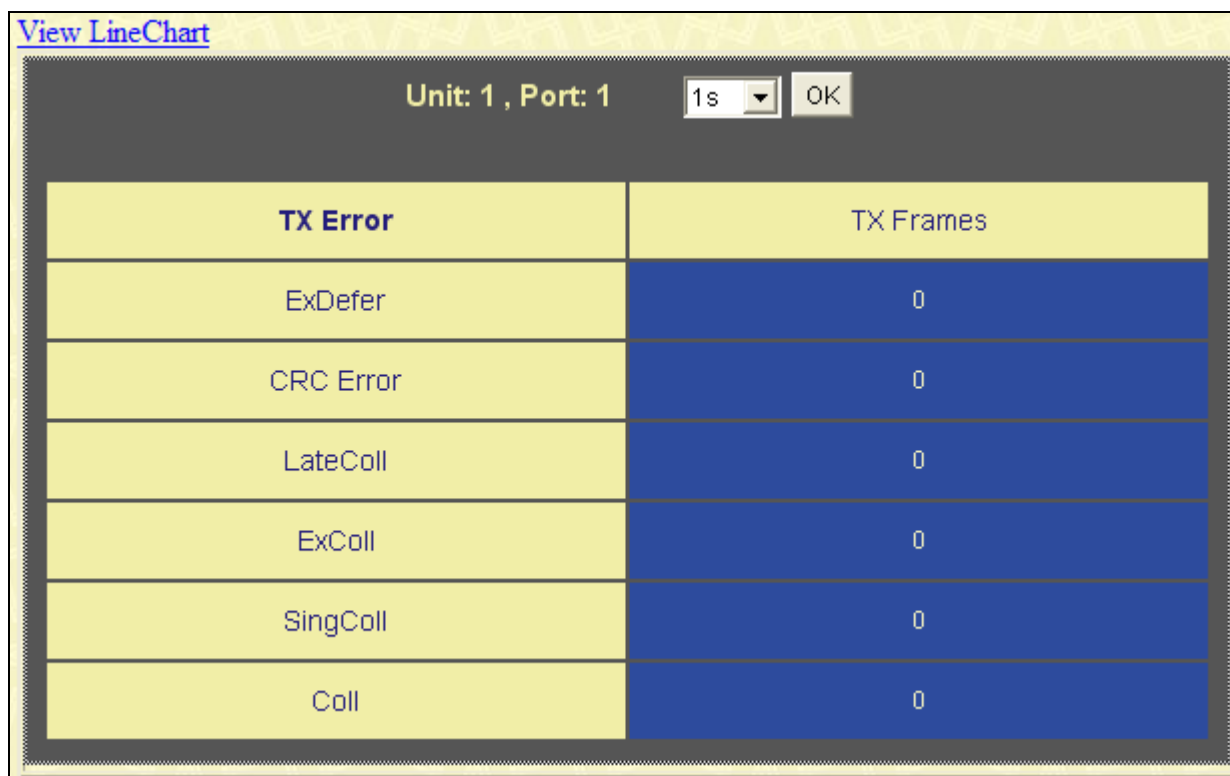 View LineChart
Unit: 1 , Port: 1 1s OK
TX Error TX Frames
ExDefer 0
CRC Error 0
LateColl 0
ExColl 0
SingColl 0
Coll 0